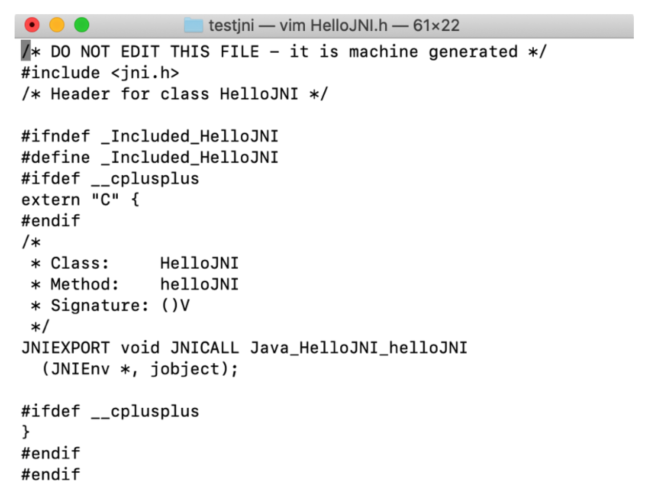 testjni — vim HelloJNI.h — 61×22
/* DO NOT EDIT THIS FILE - it is machine generated */
#include <jni.h>
/* Header for class HelloJNI */

#ifndef _Included_HelloJNI
#define _Included_HelloJNI
#ifdef __cplusplus
extern "C" {
#endif
/*
 * Class:     HelloJNI
 * Method:    helloJNI
 * Signature: ()V
 */
JNIEXPORT void JNICALL Java_HelloJNI_helloJNI
  (JNIEnv *, jobject);

#ifdef __cplusplus
}
#endif
#endif